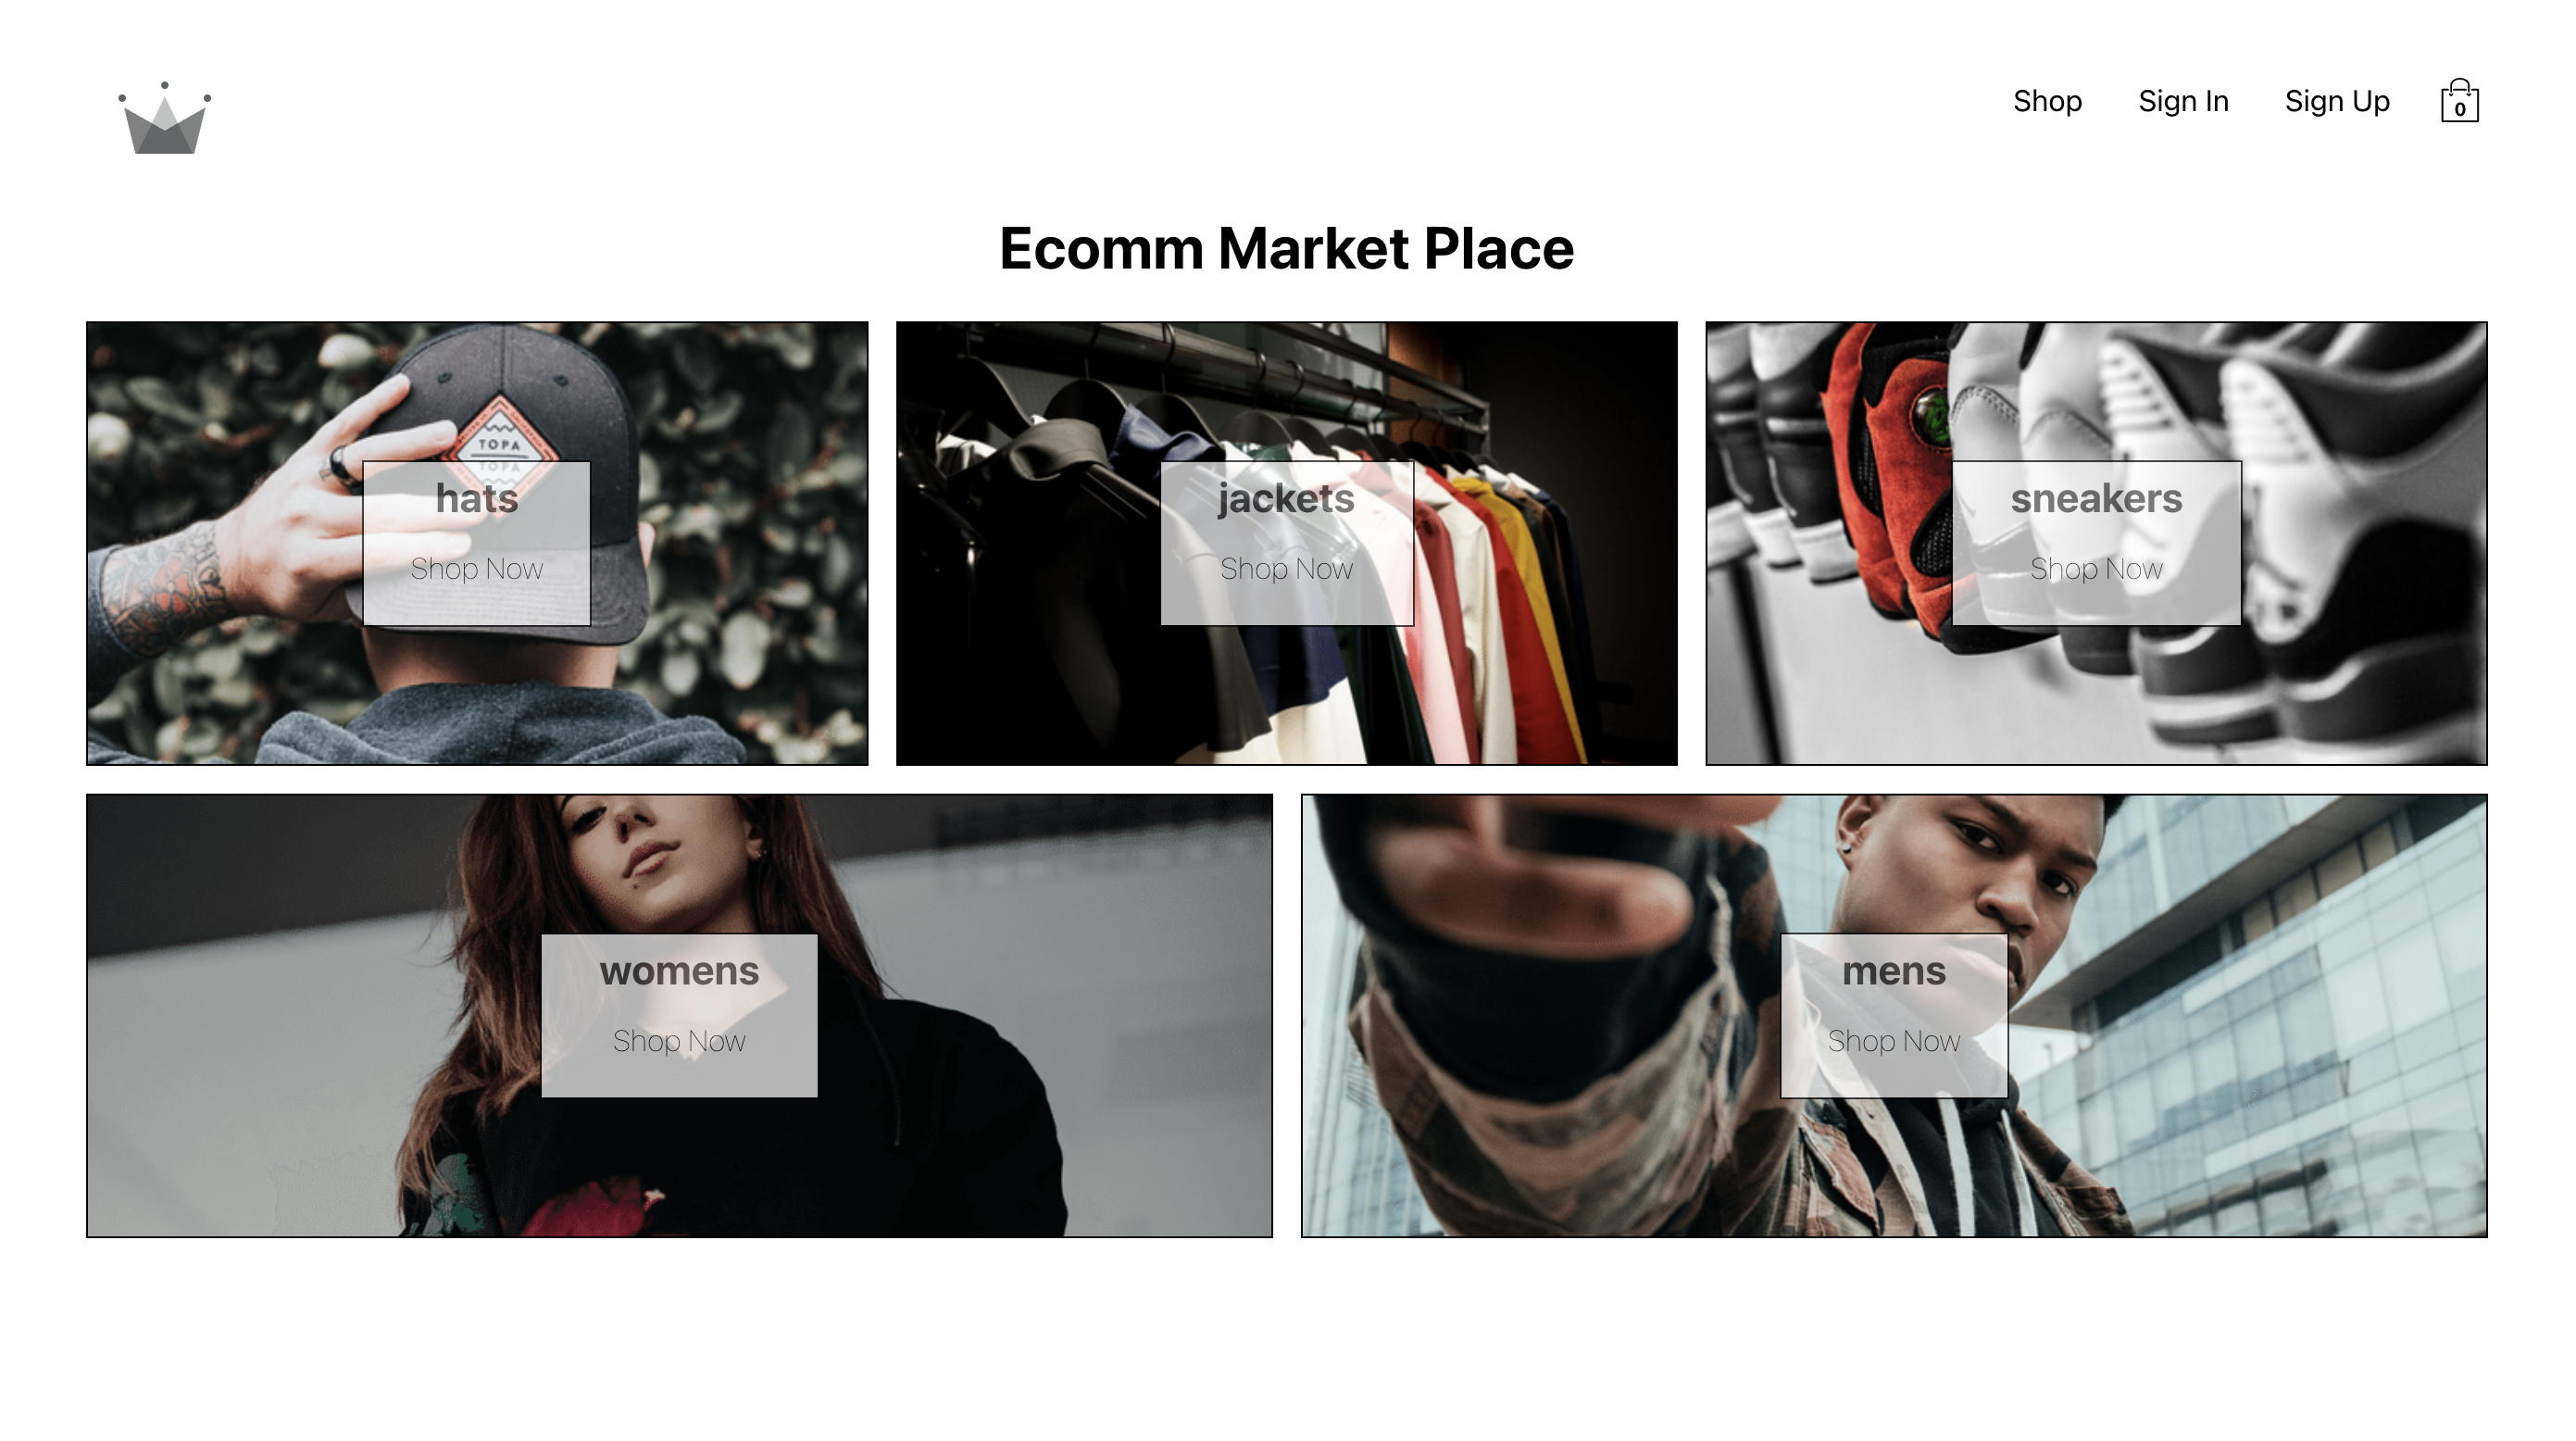 Shop
Sign In
Sign Up
0
Ecomm Market Place
TOPA
TOPA
hats
Shop Now
jackets
Shop Now
sneakers
Shop Now
womens
Shop Now
mens
Shop Now